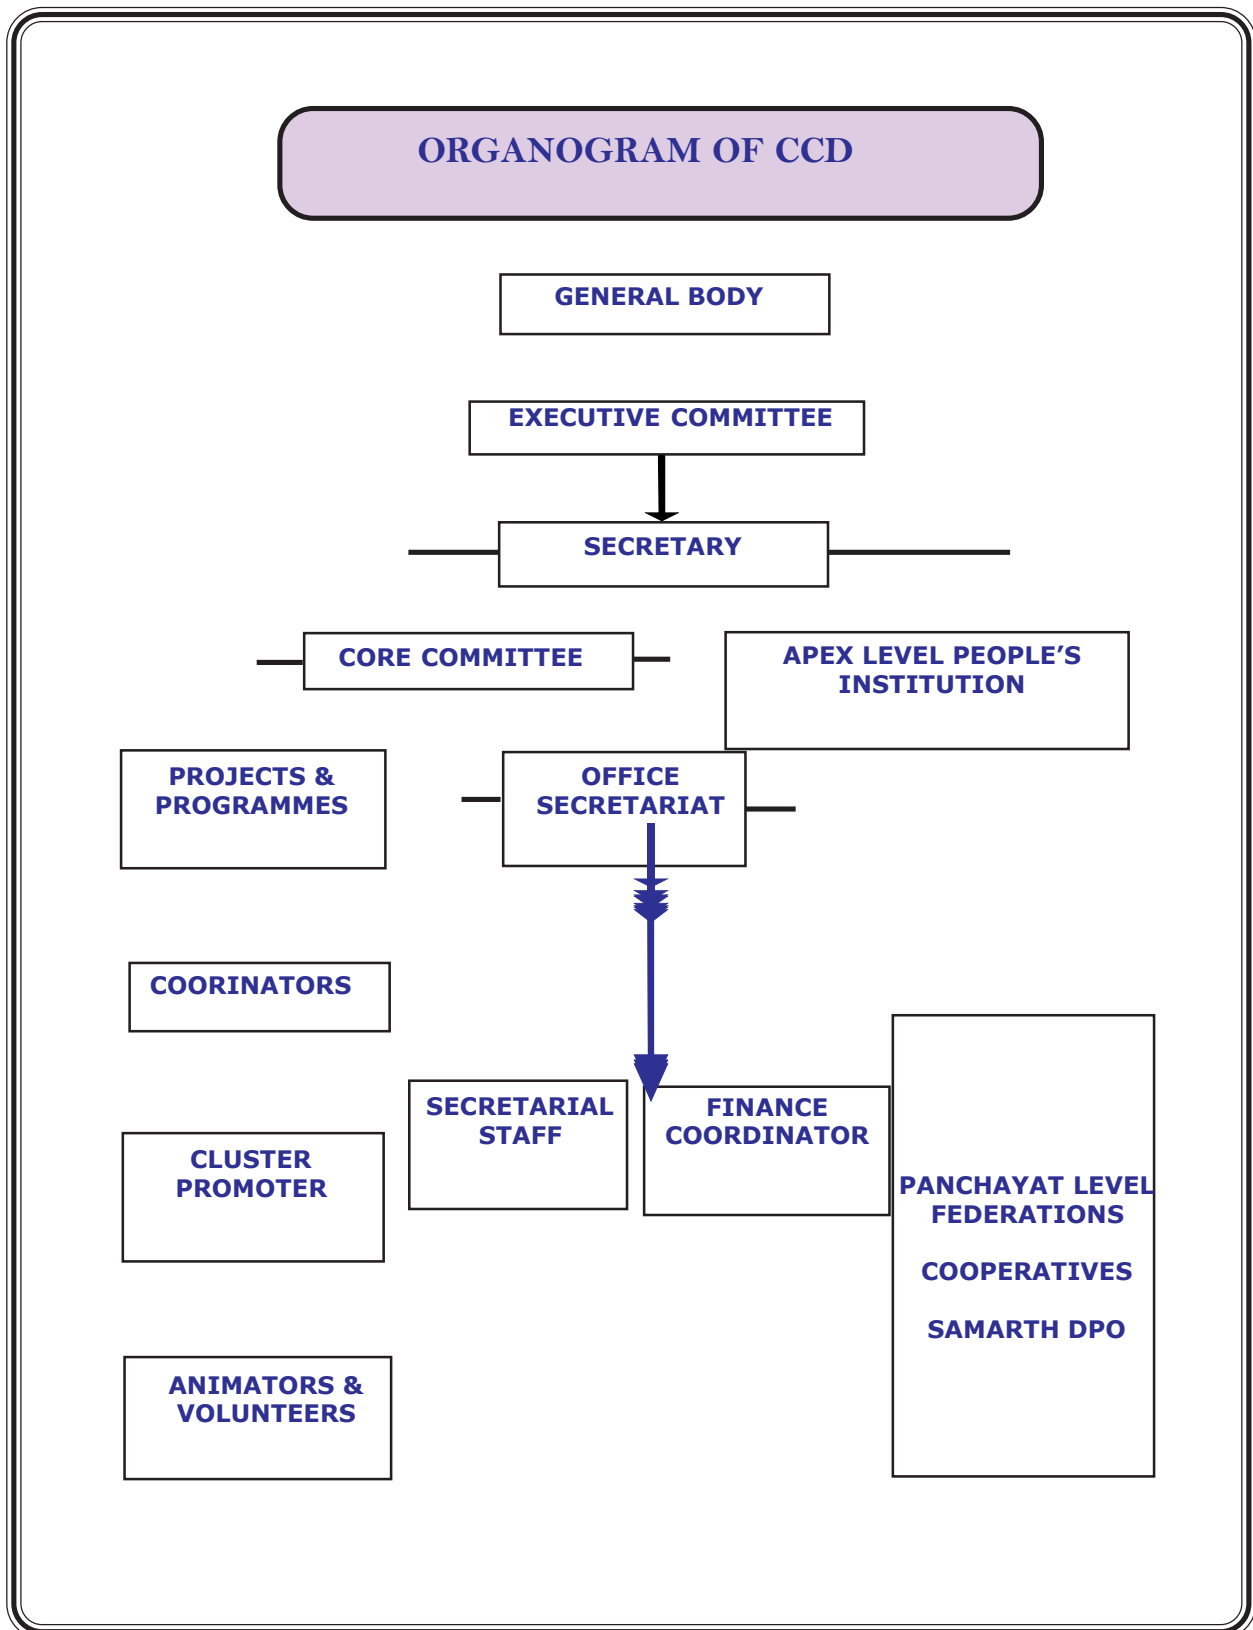 ORGANOGRAM OF CCD
GENERAL BODY
EXECUTIVE COMMITTEE
SECRETARY
CORE COMMITTEE
APEX LEVEL PEOPLE’S
INSTITUTION
PROJECTS &
PROGRAMMES
OFFICE
SECRETARIAT
COORINATORS
SECRETARIAL
STAFF
FINANCE
COORDINATOR
CLUSTER
PROMOTER
PANCHAYAT LEVEL
FEDERATIONS
COOPERATIVES
SAMARTH DPO
ANIMATORS &
VOLUNTEERS